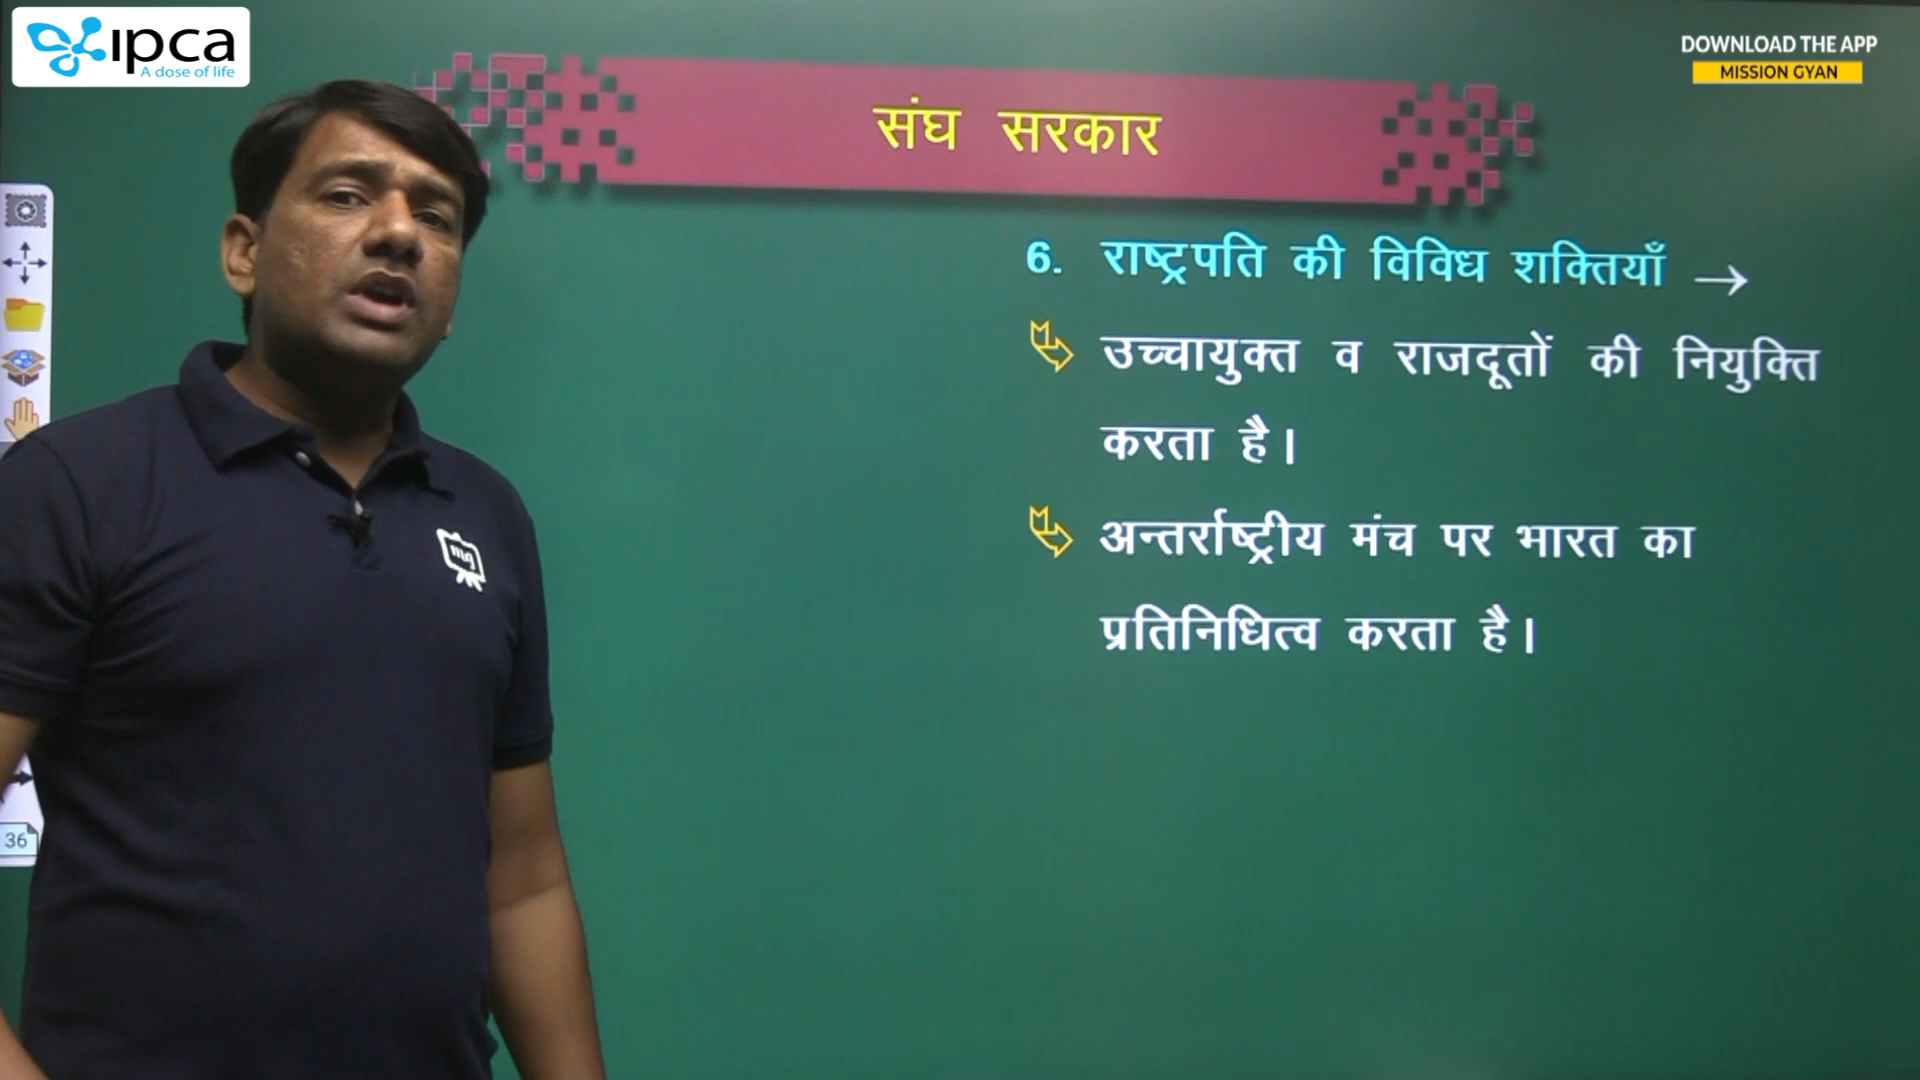 ipca
A dose of life
DOWNLOAD THE APP
MISSION GYAN
संघ सरकार
6. राष्ट्रपति की विविध शक्तियाँ →
उच्चायुक्त व राजदूतों की नियुक्ति
करता है।
अन्तर्राष्ट्रीय मंच पर भारत का
प्रतिनिधित्व करता है।
mg
36